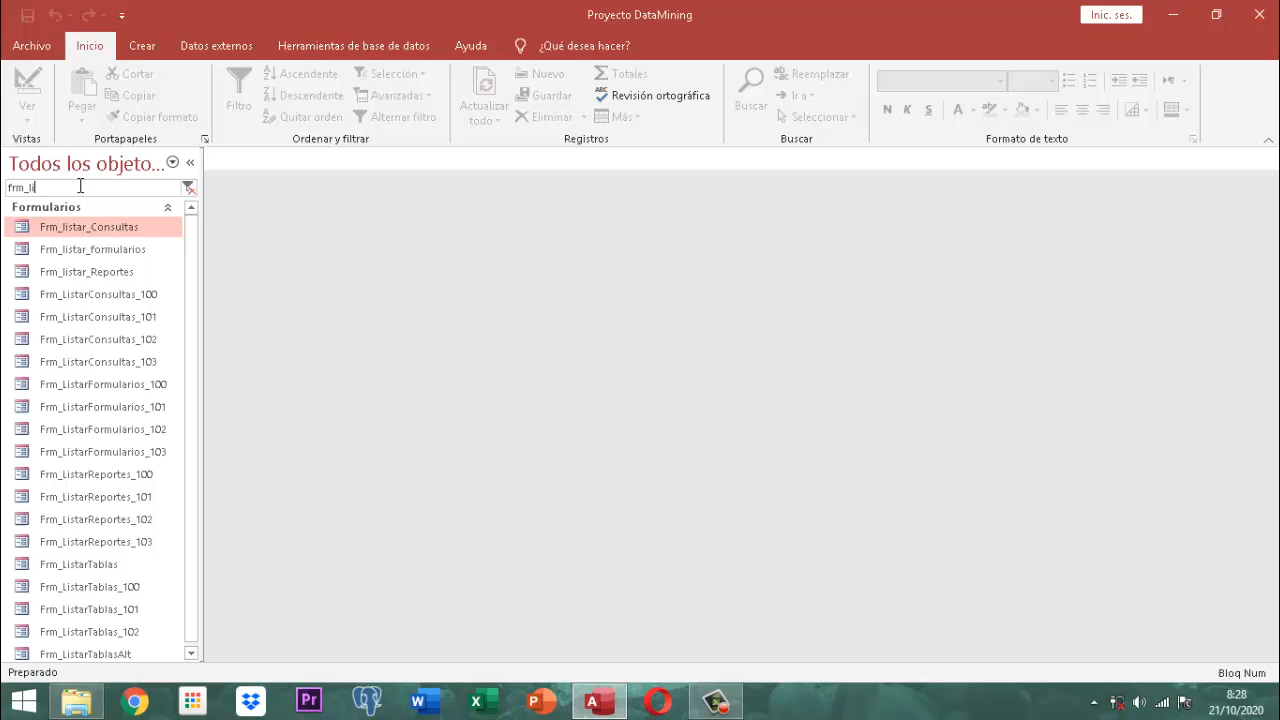 Proyecto DataMining
Inic. ses.
Archivo Inicio Crear Datos externos Herramientas de base de datos Ayuda ¿Qué desea hacer?
Ver
Vistas
Pegar
Cortar
Copiar
Copiar formato
Portapapeles
Filtro
Ascendente
Descendente
Quitar orden
Selección
Avanzadas
Alternar filtro
Ordenar y filtrar
Actualizar
todo
Nuevo
Guardar
Eliminar
Totales
Revisión ortográfica
Más
Registros
Buscar
Reemplazar
Ir a
Seleccionar
Buscar
N K S A
Formato de texto
Todos los objeto...
frm_li
Formularios
Frm_listar_Consultas
Frm_listar_formularios
Frm_listar_Reportes
Frm_ListarConsultas_100
Frm_ListarConsultas_101
Frm_ListarConsultas_102
Frm_ListarConsultas_103
Frm_ListarFormularios_100
Frm_ListarFormularios_101
Frm_ListarFormularios_102
Frm_ListarFormularios_103
Frm_ListarReportes_100
Frm_ListarReportes_101
Frm_ListarReportes_102
Frm_ListarReportes_103
Frm_ListarTablas
Frm_ListarTablas_100
Frm_ListarTablas_101
Frm_ListarTablas_102
Frm_ListarTablasAlt
Preparado
Bloq Num
Pr
8:28
21/10/2020